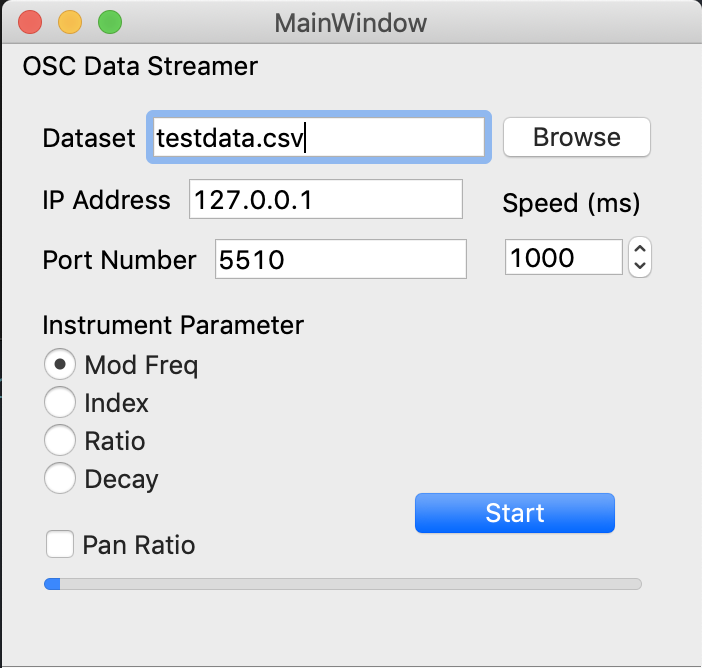 MainWindow
OSC Data Streamer
Dataset testdata.csv Browse
IP Address 127.0.0.1 Speed (ms)
Port Number 5510 1000
Instrument Parameter
Mod Freq
Index
Ratio
Decay
Start
Pan Ratio